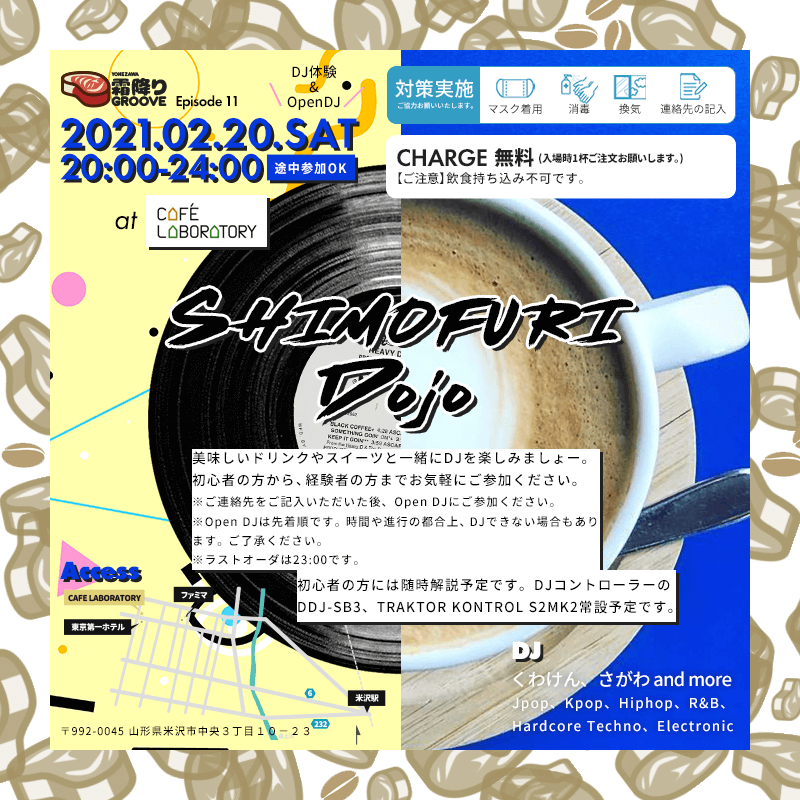 YONEZAWA
霜降り
GROOVE
Episode 11
DJ体験
&
OpenDJ
2021.02.20.SAT
20:00-24:00
途中参加OK
at
CAFÉ
LABORATORY
対策実施
ご協力お願いいたします。
マスク着用
消毒
換気
連絡先の記入
CHARGE 無料 (入場時1杯ご注文お願いします。)
【ご注意】飲食持ち込み不可です。
SHIMOFURI
Dojo
HEAVY D
BLACK COFFEE
SOMETHING GOIN' ON
KEEP IT GOIN'
美味しいドリンクやスイーツと一緒にDJを楽しみましょー。
初心者の方から、経験者の方までお気軽にご参加ください。
※ご連絡先をご記入いただいた後、Open DJにご参加ください。
※Open DJは先着順です。時間や進行の都合上、DJできない場合もあり
ます。ご了承ください。
※ラストオーダは23:00です。
初心者の方には随時解説予定です。DJコントローラーの
DDJ-SB3、TRAKTOR KONTROL S2MK2常設予定です。
Access
CAFE LABORATORY
ファミマ
東京第一ホテル
米沢駅
6
232
〒992-0045 山形県米沢市中央3丁目10−23
DJ
くわけん、さがわ and more
Jpop、Kpop、Hiphop、R&B、
Hardcore Techno、Electronic